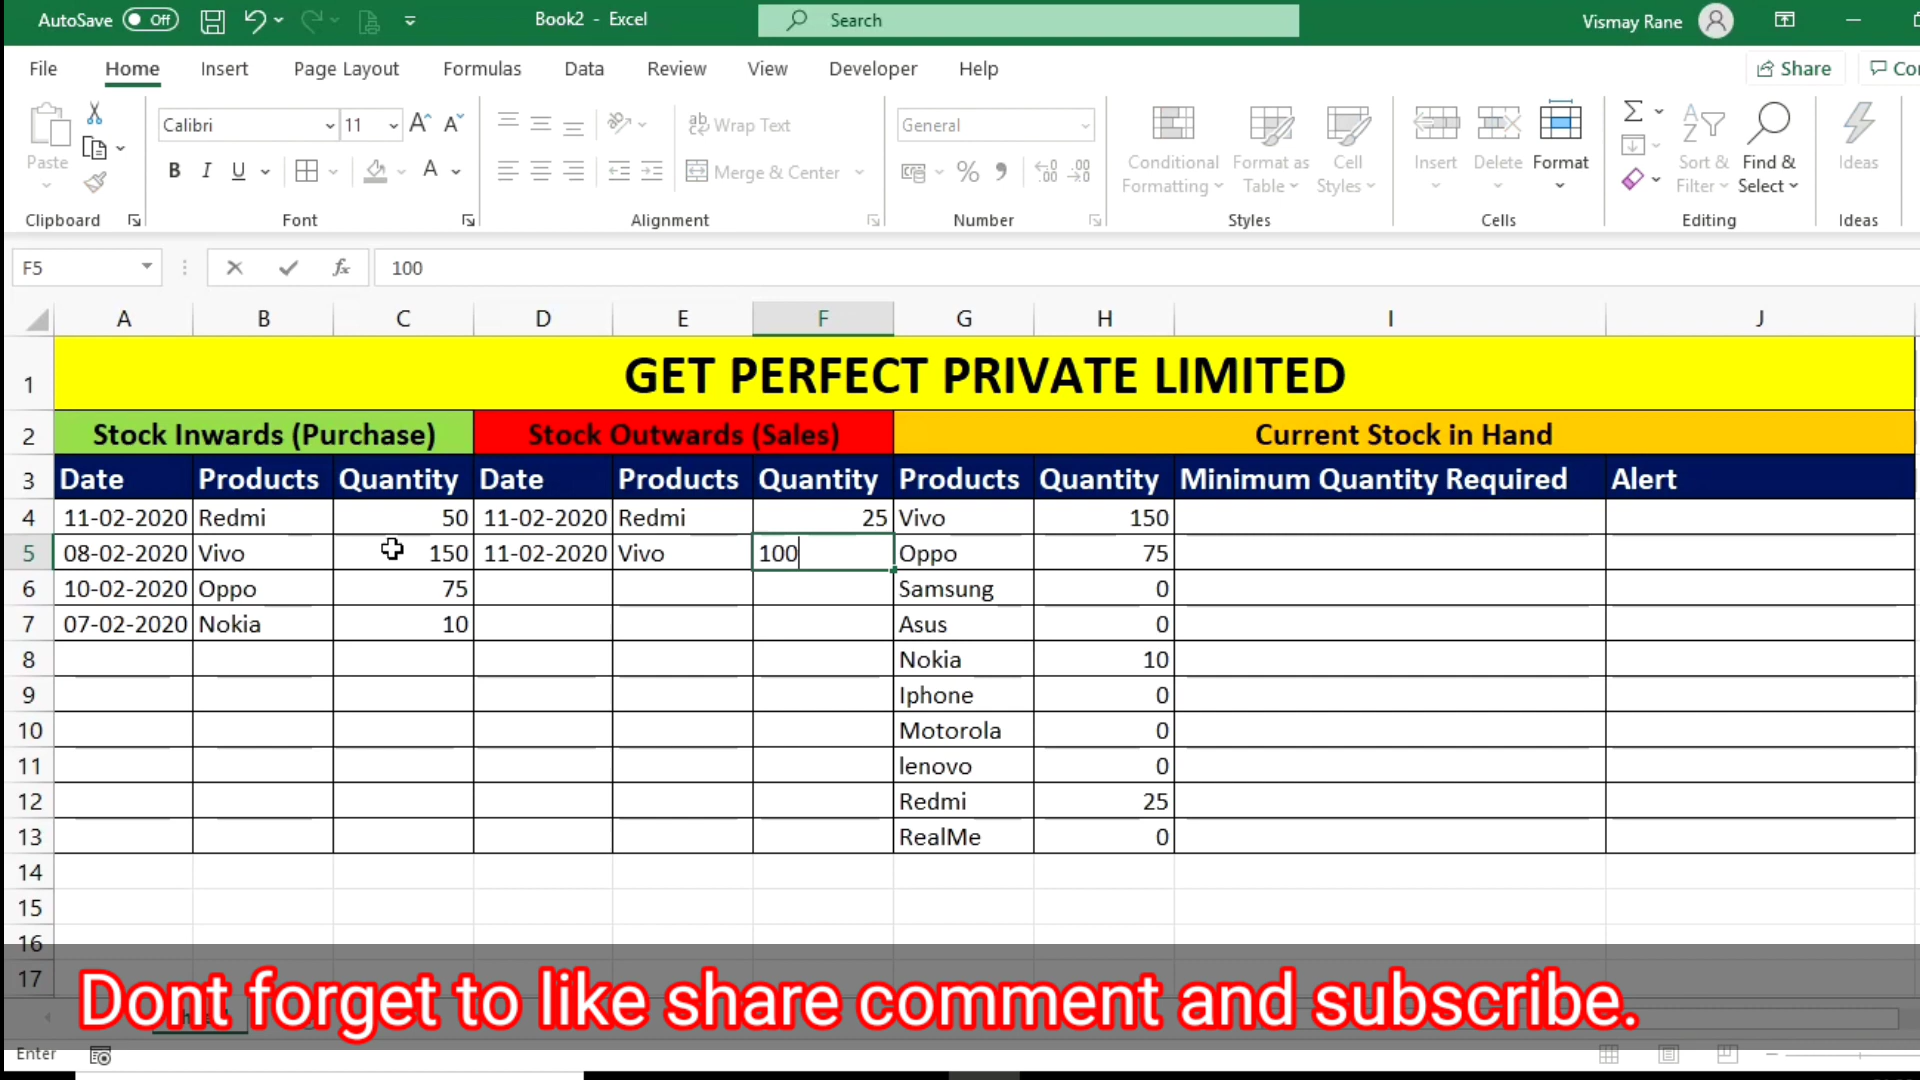 AutoSave Off Book2 - Excel Search Vismay Rane
File Home Insert Page Layout Formulas Data Review View Developer Help Share
Calibri 11 A^ A˅ ab Wrap Text General
Paste B I U A Merge & Center % Conditional Formatting Format as Table Cell Styles Insert Delete Format Σ Sort & Filter Find & Select Ideas
Clipboard Font Alignment Number Styles Cells Editing Ideas
F5 fx 100
A B C D E F G H I J
1 GET PERFECT PRIVATE LIMITED
2 Stock Inwards (Purchase) Stock Outwards (Sales) Current Stock in Hand
3 Date Products Quantity Date Products Quantity Products Quantity Minimum Quantity Required Alert
4 11-02-2020 Redmi 50 11-02-2020 Redmi 25 Vivo 150
5 08-02-2020 Vivo 150 11-02-2020 Vivo 100 Oppo 75
6 10-02-2020 Oppo 75 Samsung 0
7 07-02-2020 Nokia 10 Asus 0
8 Nokia 10
9 Iphone 0
10 Motorola 0
11 lenovo 0
12 Redmi 25
13 RealMe 0
14
15
16
17
Dont forget to like share comment and subscribe.
Enter